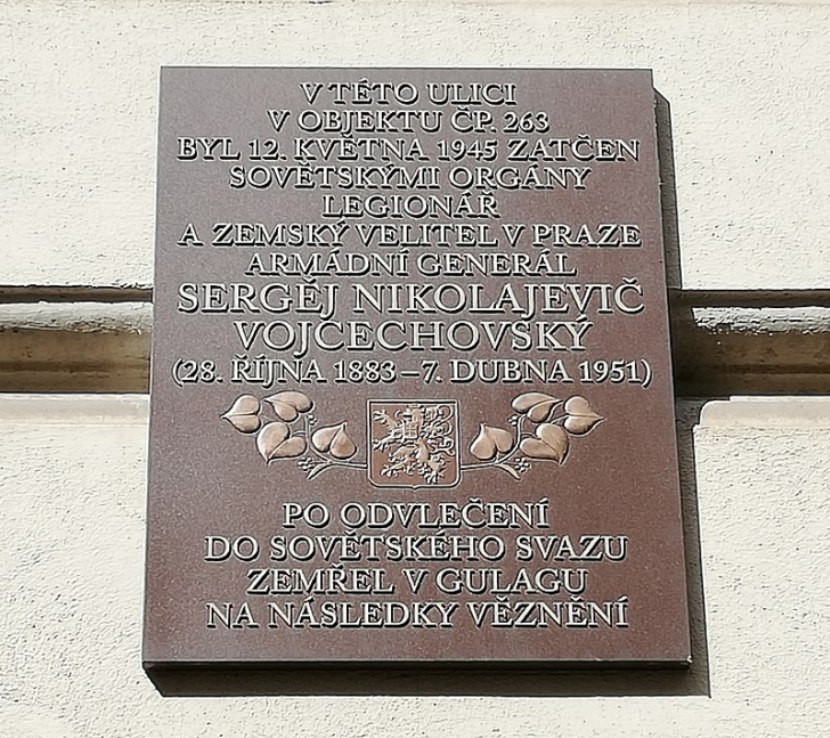 V TÉTO ULICI
V OBJEKTU ČP. 263
BYL 12. KVĚTNA 1945 ZATČEN
SOVĚTSKÝMI ORGÁNY
LEGIONÁŘ
A ZEMSKÝ VELITEL V PRAZE
ARMÁDNÍ GENERÁL
SERGĚJ NIKOLAJEVIČ
VOJCECHOVSKÝ
(28. ŘÍJNA 1883 – 7. DUBNA 1951)
PO ODVLEČENÍ
DO SOVĚTSKÉHO SVAZU
ZEMŘEL V GULAGU
NA NÁSLEDKY VĚZNĚNÍ